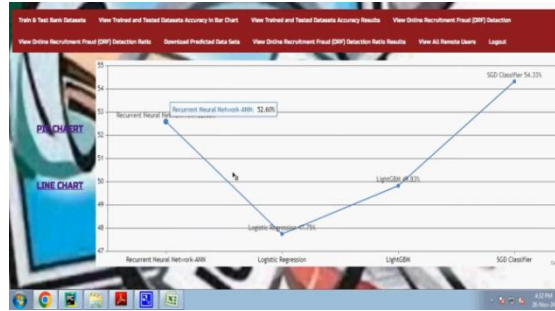 Train & Test Bank Datasets View Trained and Tested Datasets Accuracy in Bar Chart View Trained and Tested Datasets Accuracy Results View Online Recruitment Fraud (ORF) Detection
View Online Recruitment Fraud (ORF) Detection Ratio Download Predicted Data Sets View Online Recruitment Fraud (ORF) Detection Ratio Results View All Remote Users Logout
55
SGD Classifier 54.33%
54
53
Recurrent Neural Network-ANN: 52.60%
Recurrent Neural
52
51
50
LightGBM
49
48
Logistic Regression
47
Recurrent Neural Network-ANN Logistic Regression LightGBM SGD Classifier
LINE CHART
4:32 PM